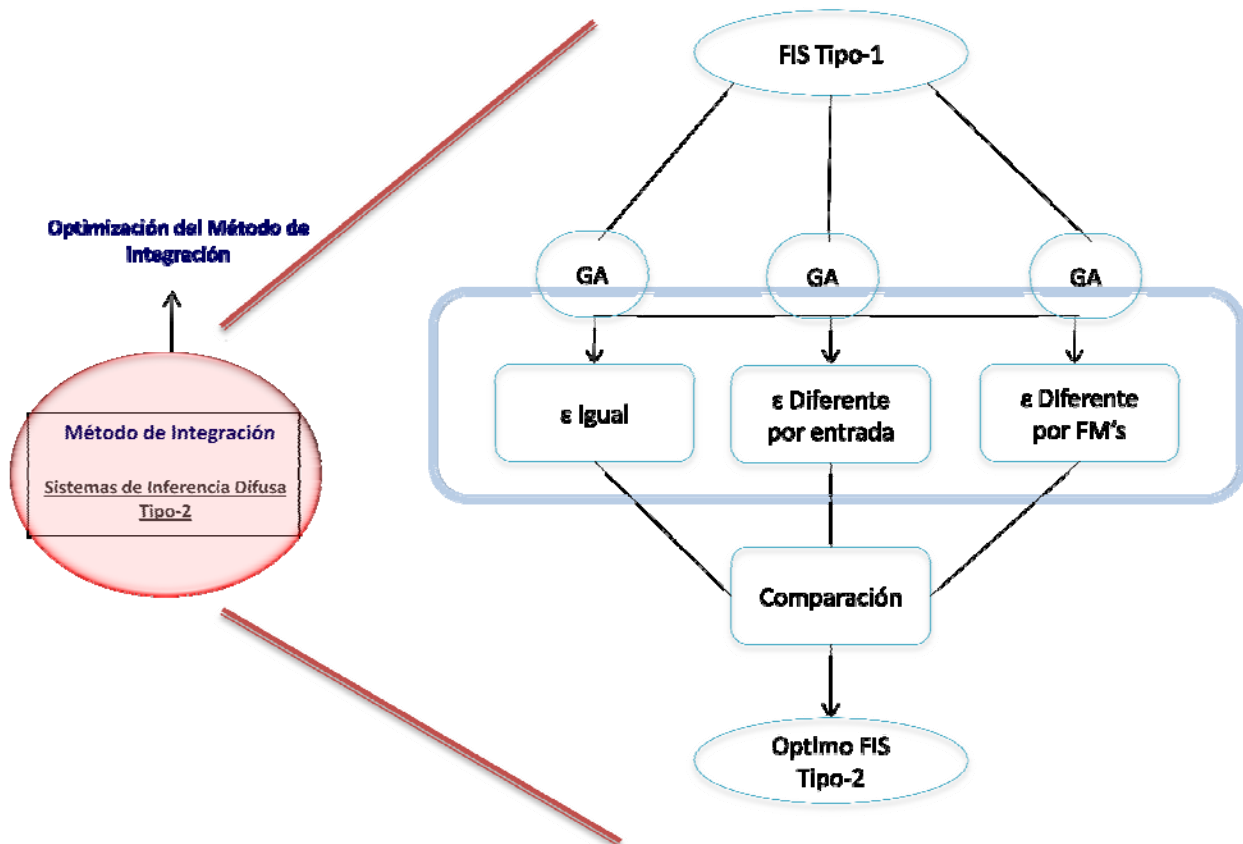 Optimización del Método de
Integración
Método de Integración
Sistemas de Inferencia Difusa
Tipo-2
FIS Tipo-1
GA
GA
GA
ε Igual
ε Diferente
por entrada
ε Diferente
por FM's
Comparación
Optimo FIS
Tipo-2